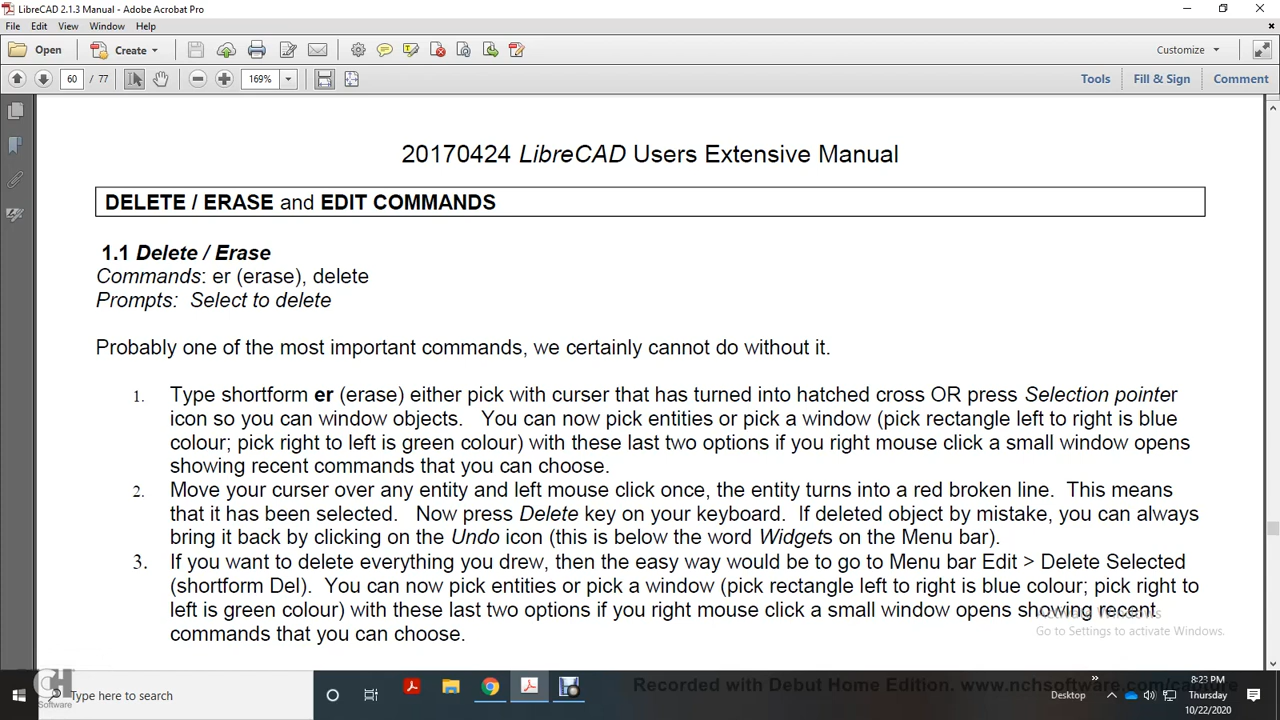 LibreCAD 2.1.3 Manual - Adobe Acrobat Pro
File Edit View Window Help
Open Create Customize
60 / 77 169% Tools Fill & Sign Comment
20170424 LibreCAD Users Extensive Manual
DELETE / ERASE and EDIT COMMANDS
1.1 Delete / Erase
Commands: er (erase), delete
Prompts: Select to delete
Probably one of the most important commands, we certainly cannot do without it.
1. Type shortform er (erase) either pick with curser that has turned into hatched cross OR press Selection pointer
icon so you can window objects. You can now pick entities or pick a window (pick rectangle left to right is blue
colour; pick right to left is green colour) with these last two options if you right mouse click a small window opens
showing recent commands that you can choose.
2. Move your curser over any entity and left mouse click once, the entity turns into a red broken line. This means
that it has been selected. Now press Delete key on your keyboard. If deleted object by mistake, you can always
bring it back by clicking on the Undo icon (this is below the word Widgets on the Menu bar).
3. If you want to delete everything you drew, then the easy way would be to go to Menu bar Edit > Delete Selected
(shortform Del). You can now pick entities or pick a window (pick rectangle left to right is blue colour; pick right to
left is green colour) with these last two options if you right mouse click a small window opens showing recent
commands that you can choose.
Activate Windows
Go to Settings to activate Windows.
Recorded with Debut Home Edition. www.nchsoftware.com/capture
NCH Software
Type here to search
Desktop
8:23 PM
Thursday
10/22/2020